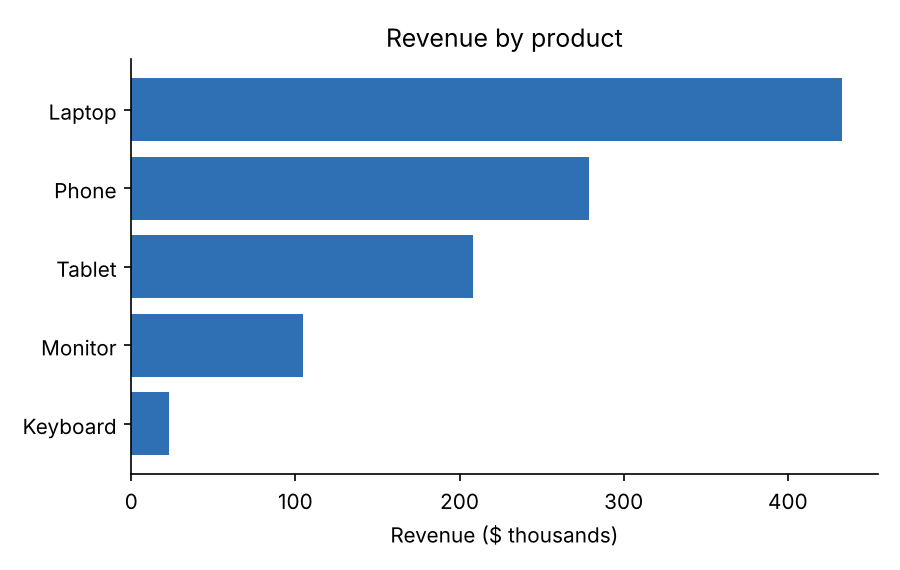 Revenue by product
Laptop
Phone
Tablet
Monitor
Keyboard
0 100 200 300 400
Revenue ($ thousands)